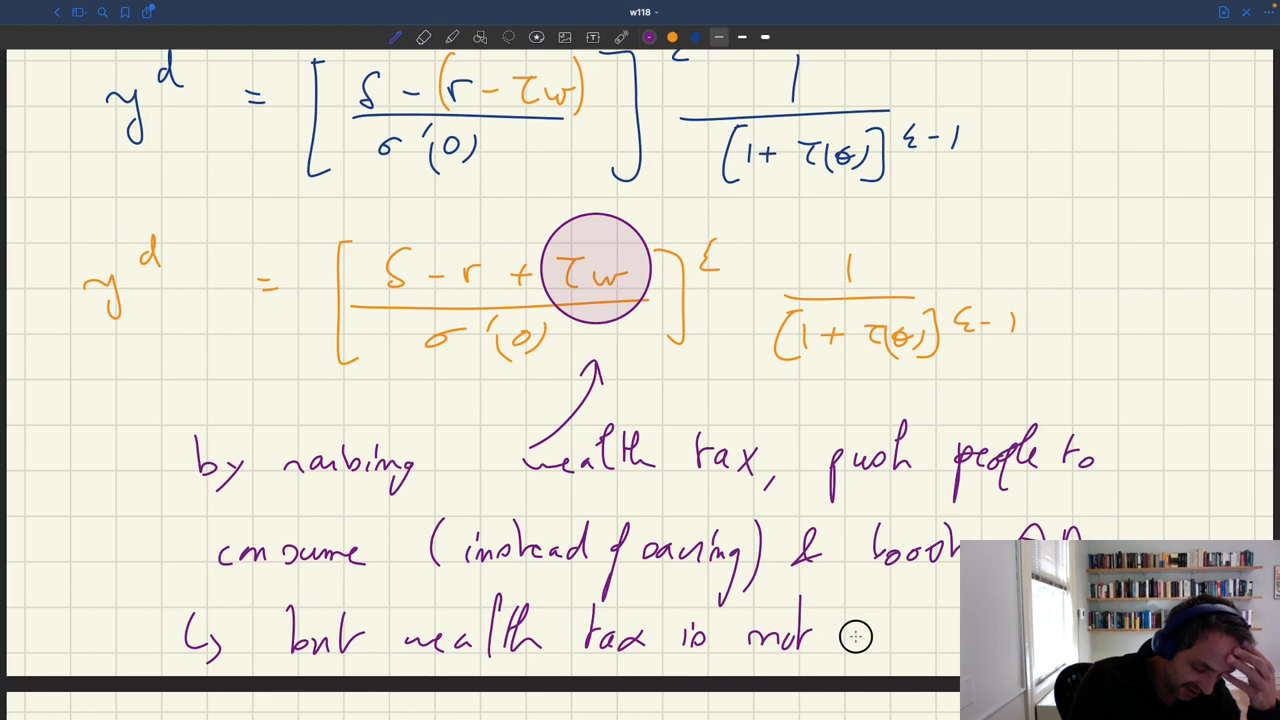 w118
y^d = [ (δ - (r - τw)) / σ'(0) ]^ε 1 / [1 + τ(θ)]^{ε-1}
y^d = [ (δ - r + τw) / σ'(0) ]^ε 1 / [1 + τ(θ)]^{ε-1}
by raising wealth tax, push people to
consume (instead of saving) & boost AD
↳ but wealth tax is not